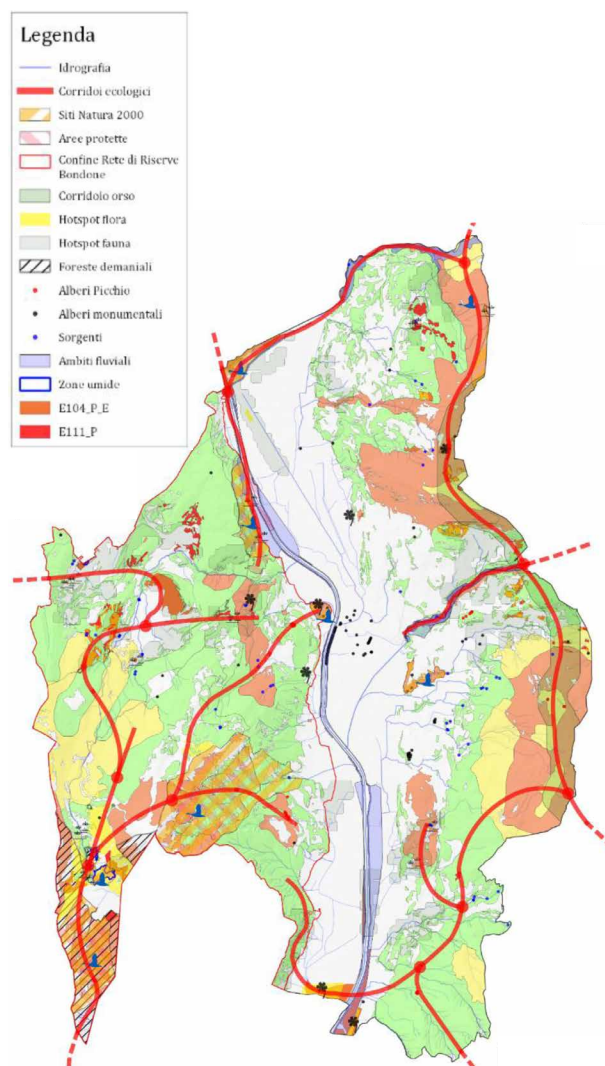 Legenda
Idrografia
Corridoi ecologici
Siti Natura 2000
Aree protette
Confine Rete di Riserve
Bondone
Corridoio orso
Hotspot flora
Hotspot fauna
Foreste demaniali
Alberi Picchio
Alberi monumentali
Sorgenti
Ambiti fluviali
Zone umide
E104_P_E
E111_P